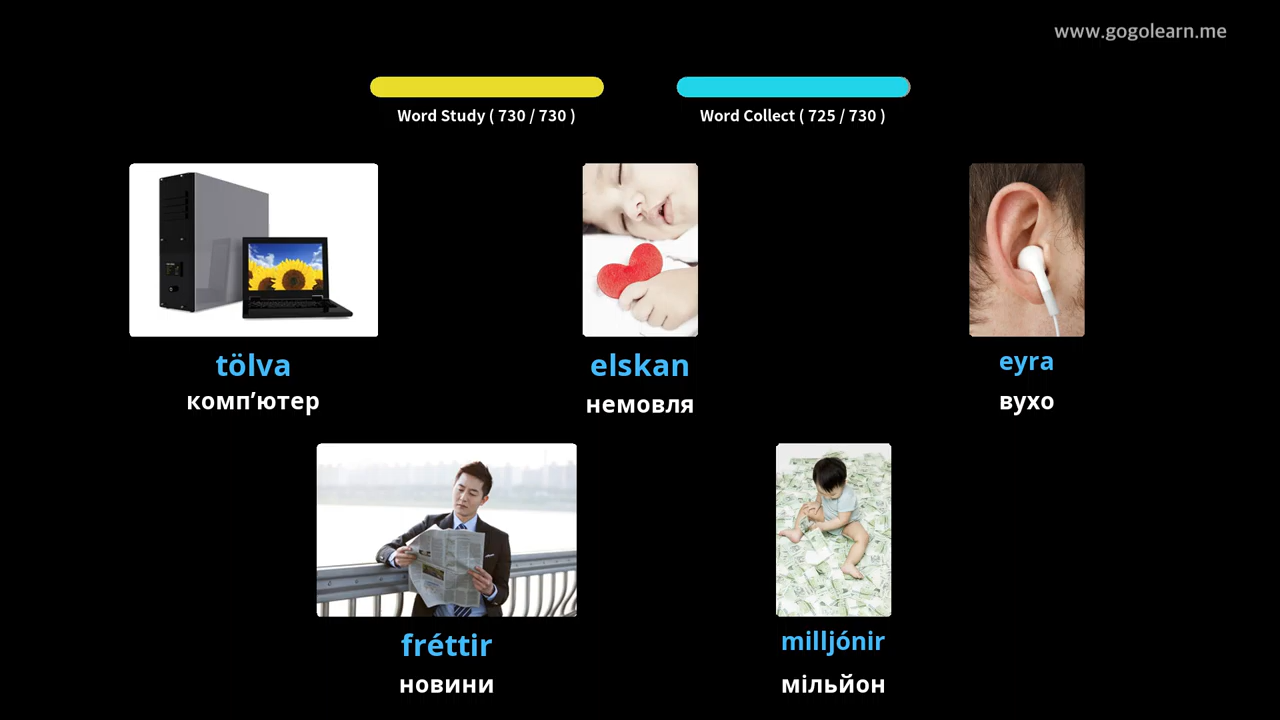 www.gogolearn.me
Word Study ( 730 / 730 )
Word Collect ( 725 / 730 )
tölva
комп’ютер
elskan
немовля
eyra
вухо
fréttir
новини
milljónir
мільйон